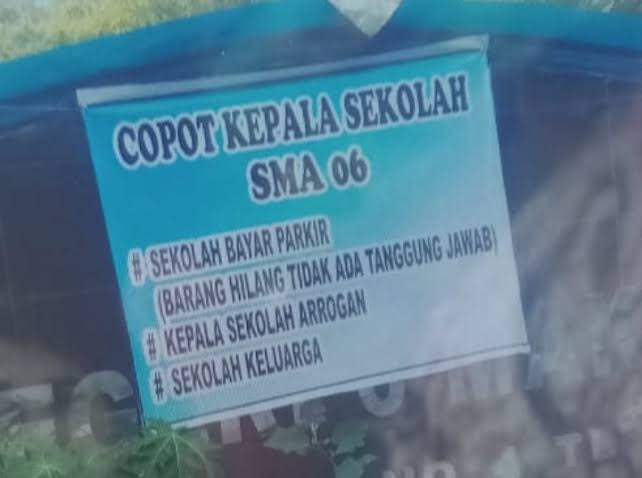 COPOT KEPALA SEKOLAH
SMA 06
# SEKOLAH BAYAR PARKIR
(BARANG HILANG TIDAK ADA TANGGUNG JAWAB)
# KEPALA SEKOLAH ARROGAN
# SEKOLAH KELUARGA